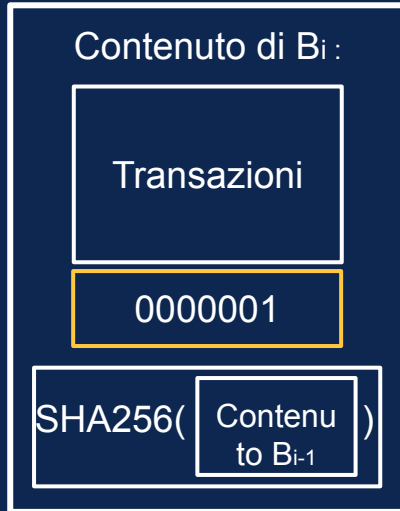 Contenuto di Bi :
Transazioni
0000001
SHA256( Contenu )
to Bi-1